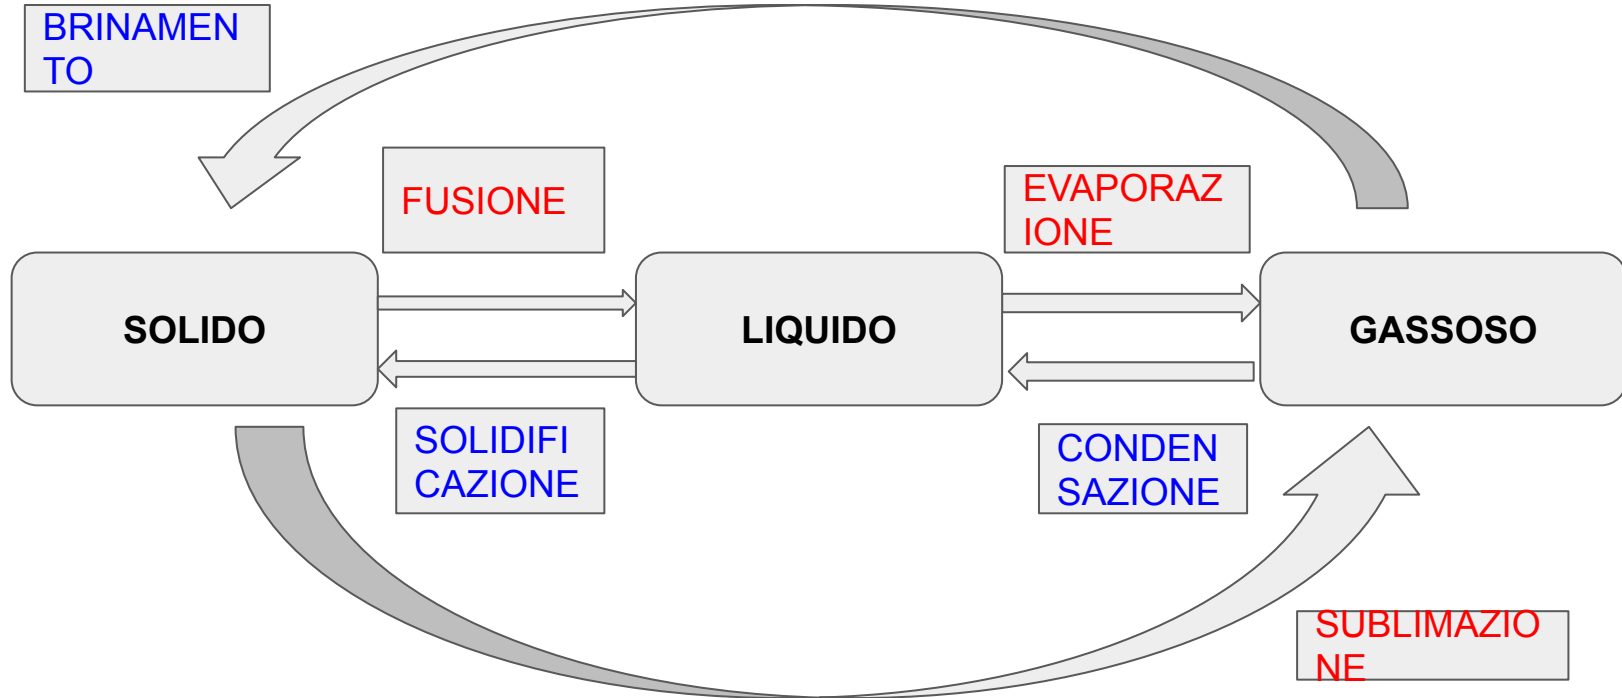 BRINAMEN
TO
FUSIONE
EVAPORAZ
IONE
SOLIDO
LIQUIDO
GASSOSO
SOLIDIFI
CAZIONE
CONDEN
SAZIONE
SUBLIMAZIO
NE